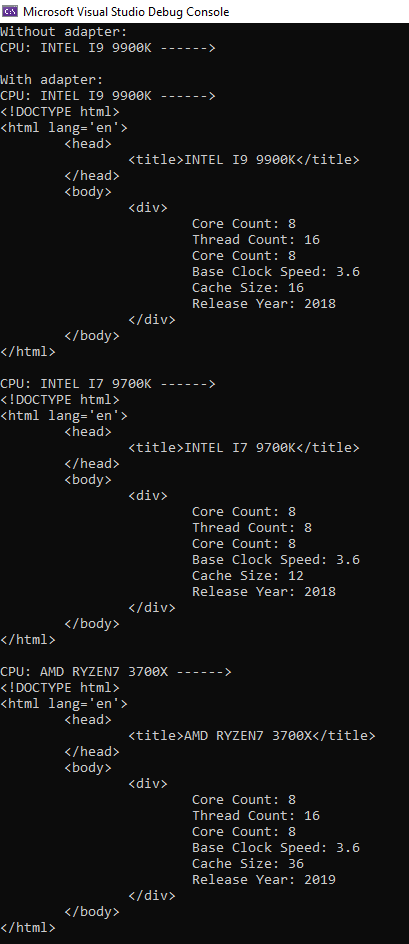 Microsoft Visual Studio Debug Console
Without adapter:
CPU: INTEL I9 9900K ------>
With adapter:
CPU: INTEL I9 9900K ------>
<!DOCTYPE html>
<html lang='en'>
<head>
<title>INTEL I9 9900K</title>
</head>
<body>
<div>
Core Count: 8
Thread Count: 16
Core Count: 8
Base Clock Speed: 3.6
Cache Size: 16
Release Year: 2018
</div>
</body>
</html>
CPU: INTEL I7 9700K ------>
<!DOCTYPE html>
<html lang='en'>
<head>
<title>INTEL I7 9700K</title>
</head>
<body>
<div>
Core Count: 8
Thread Count: 8
Core Count: 8
Base Clock Speed: 3.6
Cache Size: 12
Release Year: 2018
</div>
</body>
</html>
CPU: AMD RYZEN7 3700X ------>
<!DOCTYPE html>
<html lang='en'>
<head>
<title>AMD RYZEN7 3700X</title>
</head>
<body>
<div>
Core Count: 8
Thread Count: 16
Core Count: 8
Base Clock Speed: 3.6
Cache Size: 36
Release Year: 2019
</div>
</body>
</html>